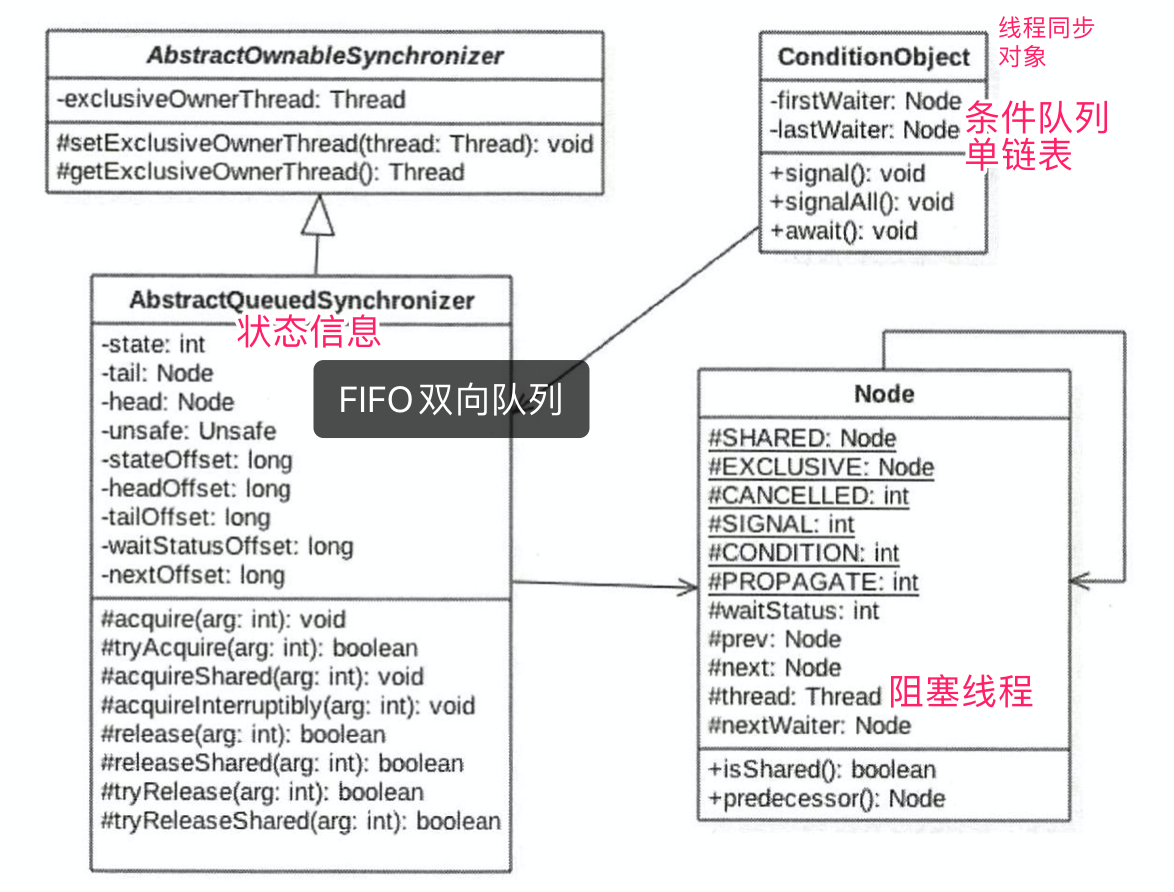 AbstractOwnableSynchronizer
-exclusiveOwnerThread: Thread
#setExclusiveOwnerThread(thread: Thread): void
#getExclusiveOwnerThread(): Thread
线程同步
对象
ConditionObject
-firstWaiter: Node
-lastWaiter: Node
条件队列
单链表
+signal(): void
+signalAll(): void
+await(): void
AbstractQueuedSynchronizer
状态信息
-state: int
-tail: Node
-head: Node
-unsafe: Unsafe
-stateOffset: long
-headOffset: long
-tailOffset: long
-waitStatusOffset: long
-nextOffset: long
FIFO双向队列
#acquire(arg: int): void
#tryAcquire(arg: int): boolean
#acquireShared(arg: int): void
#acquireInterruptibly(arg: int): void
#release(arg: int): boolean
#releaseShared(arg: int): boolean
#tryRelease(arg: int): boolean
#tryReleaseShared(arg: int): boolean
Node
#SHARED: Node
#EXCLUSIVE: Node
#CANCELLED: int
#SIGNAL: int
#CONDITION: int
#PROPAGATE: int
#waitStatus: int
#prev: Node
#next: Node
#thread: Thread 阻塞线程
#nextWaiter: Node
+isShared(): boolean
+predecessor(): Node